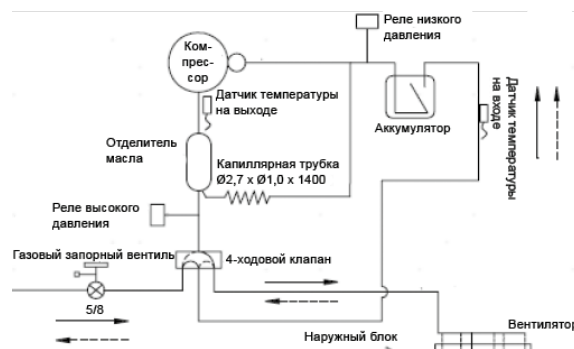 Реле низкого
давления
Ком-
прес-
сор
Датчик температуры
на выходе
Аккумулятор
Датчик температуры
на входе
Отделитель
масла
Капиллярная трубка
Ø2,7 x Ø1,0 x 1400
Реле высокого
давления
Газовый запорный вентиль
4-ходовой клапан
5/8
Наружный блок
Вентилятор